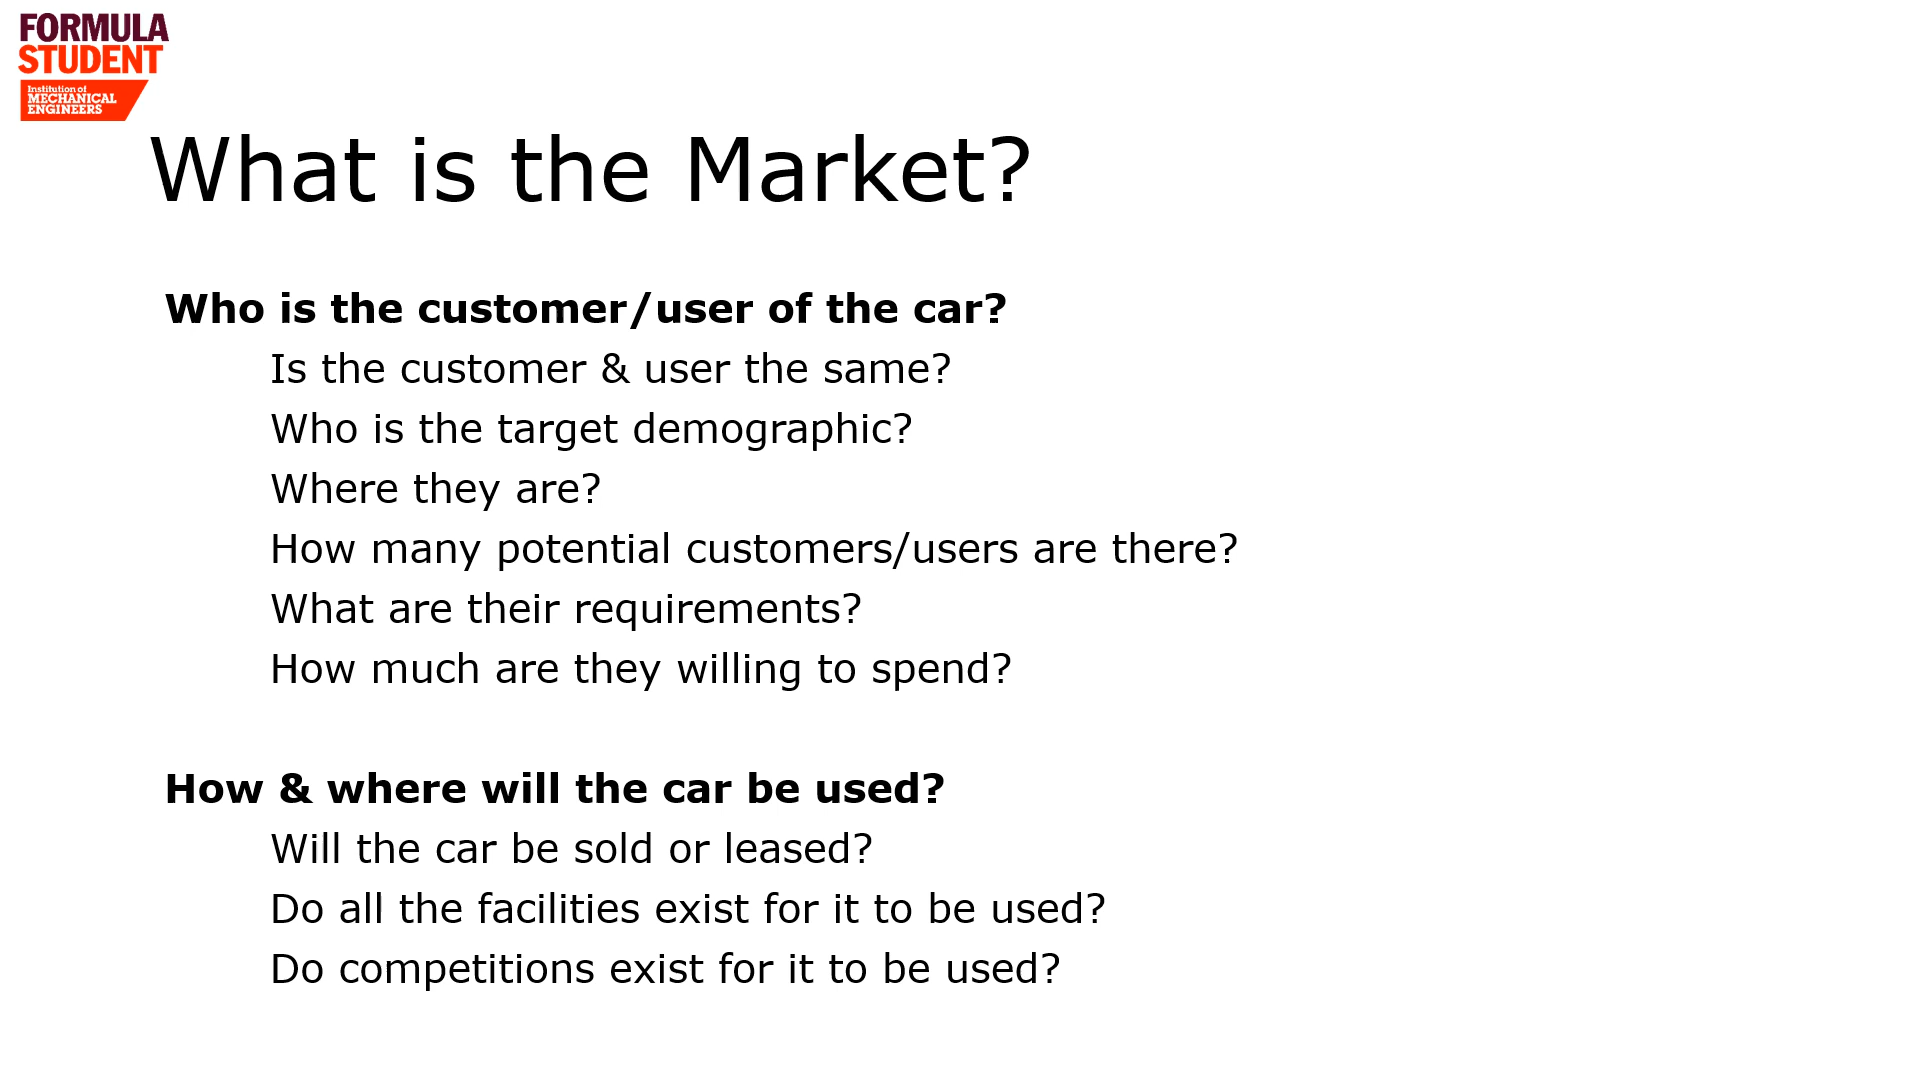 FORMULA
STUDENT
Institution of
MECHANICAL
ENGINEERS
What is the Market?
Who is the customer/user of the car?
Is the customer & user the same?
Who is the target demographic?
Where they are?
How many potential customers/users are there?
What are their requirements?
How much are they willing to spend?
How & where will the car be used?
Will the car be sold or leased?
Do all the facilities exist for it to be used?
Do competitions exist for it to be used?